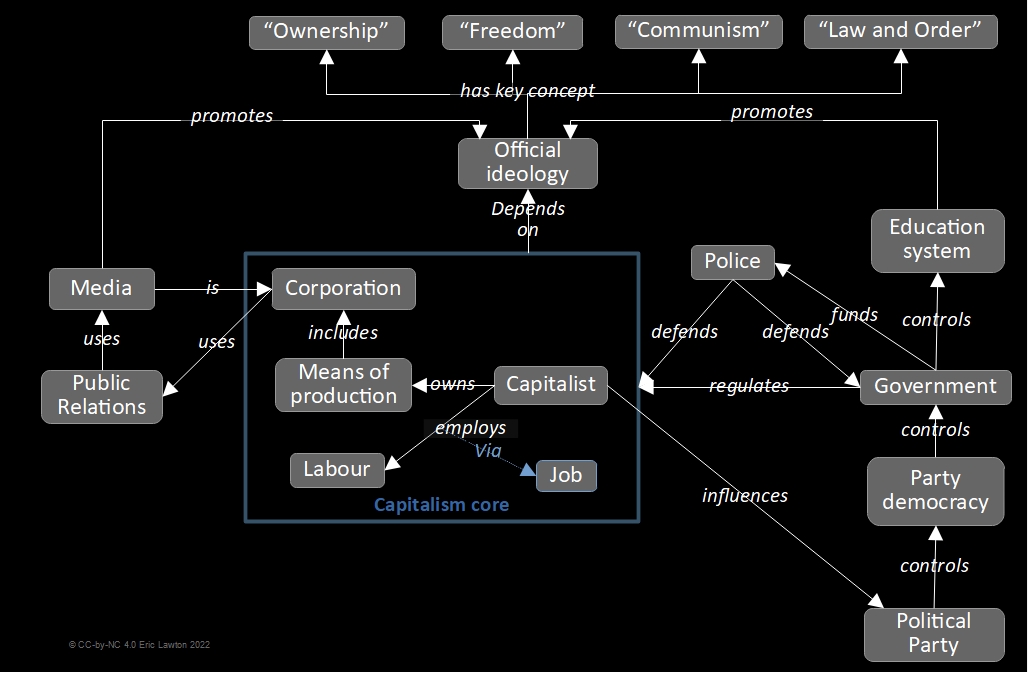 “Ownership”
“Freedom”
“Communism”
“Law and Order”
has key concept
promotes
promotes
Official
ideology
Depends
on
Education
system
Police
Media
is
Corporation
funds
controls
uses
uses
includes
defends
defends
Means of
production
owns
Capitalist
regulates
Government
Public
Relations
employs
Via
controls
Labour
Job
Party
democracy
influences
Capitalism core
controls
Political
Party
© CC-by-NC 4.0 Eric Lawton 2022